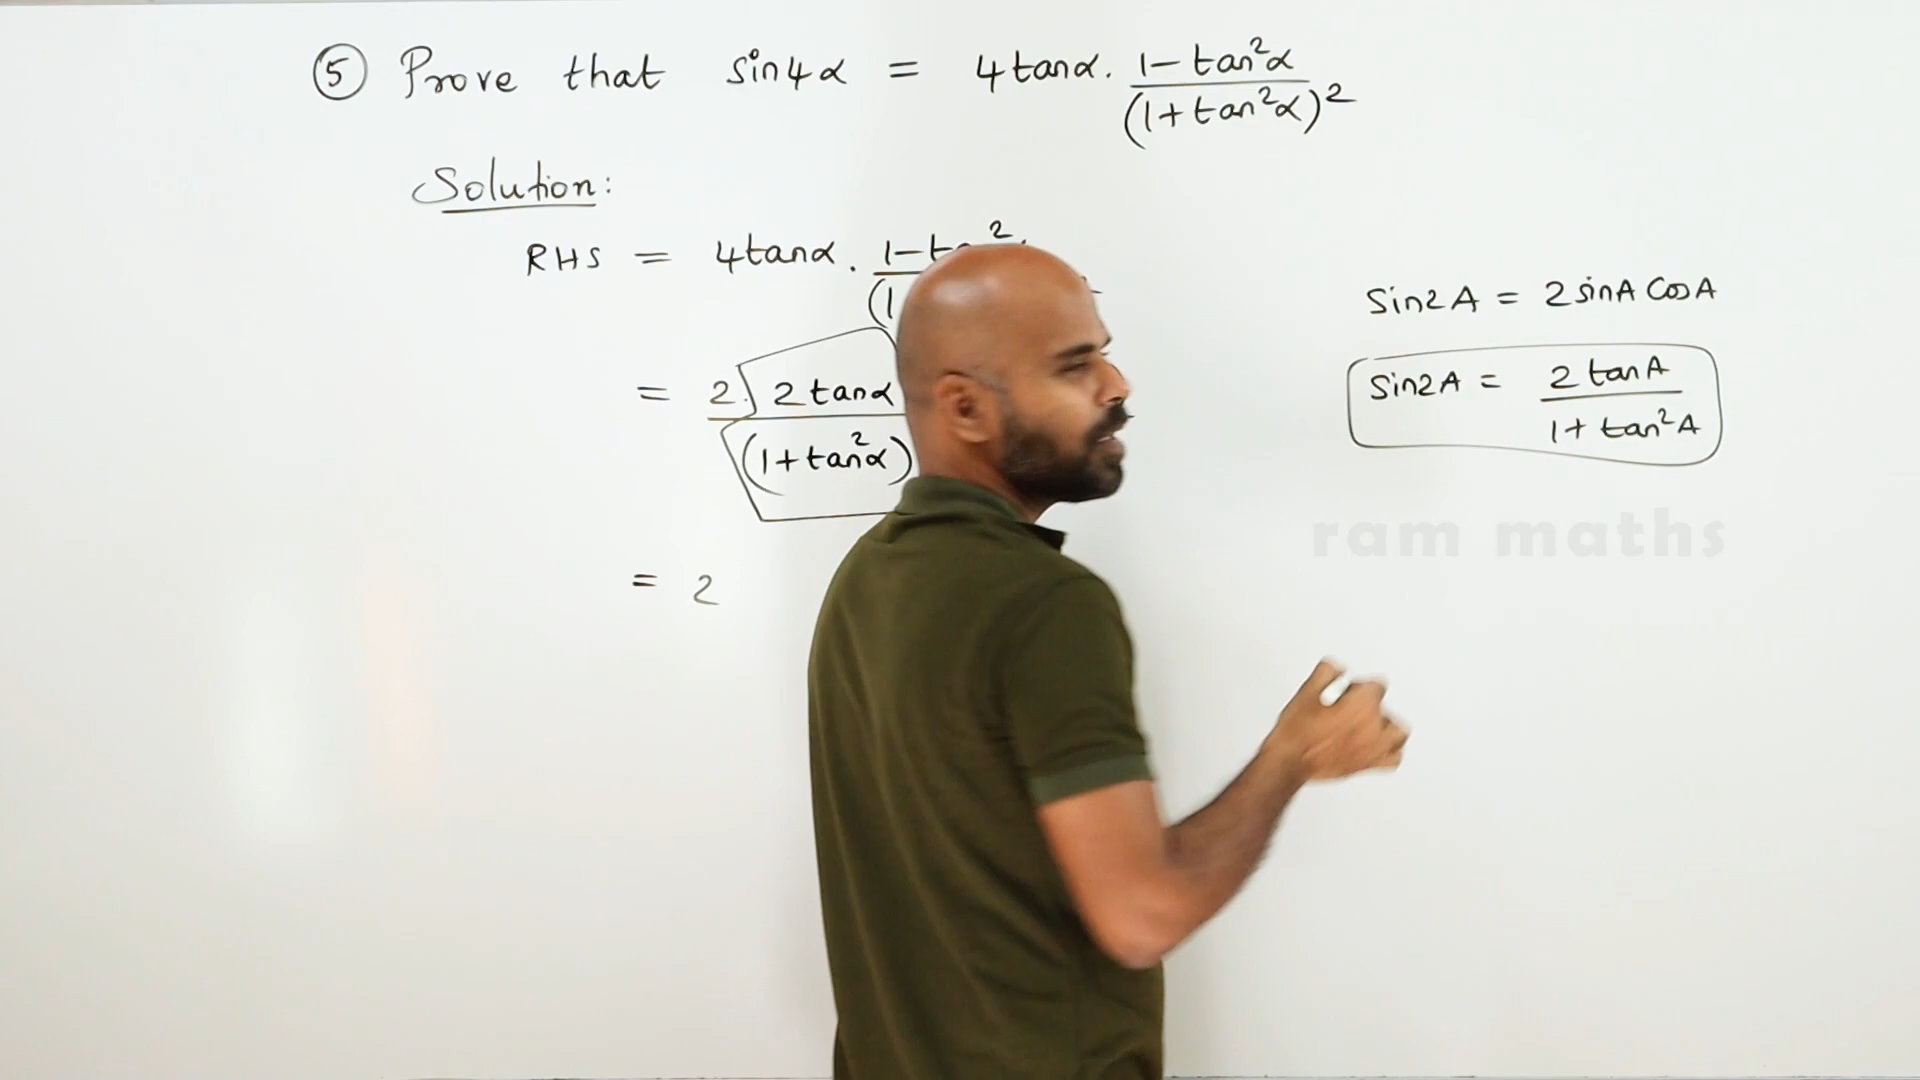 ⑤ Prove that sin4α = 4tanα. 1-tan²α / (1+tan²α)²
Solution:
RHS = 4tanα . 1-
= 2. 2tanα / (1+tan²α)
= 2
Sin2A = 2sinA CosA
Sin2A = 2tanA / 1+tan²A
ram maths